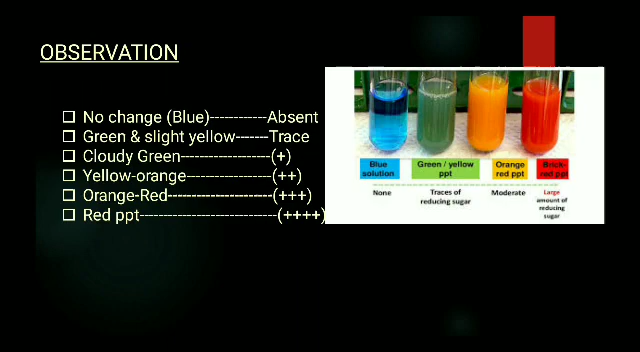 OBSERVATION
No change (Blue)------------Absent
Green & slight yellow-------Trace
Cloudy Green-------------------(+)
Yellow-orange------------------(++)
Orange-Red----------------------(+++)
Red ppt-----------------------------(++++)
Blue solution
Green / yellow ppt
Orange red ppt
Brick-red ppt
None
Traces of reducing sugar
Moderate
Large amount of reducing sugar